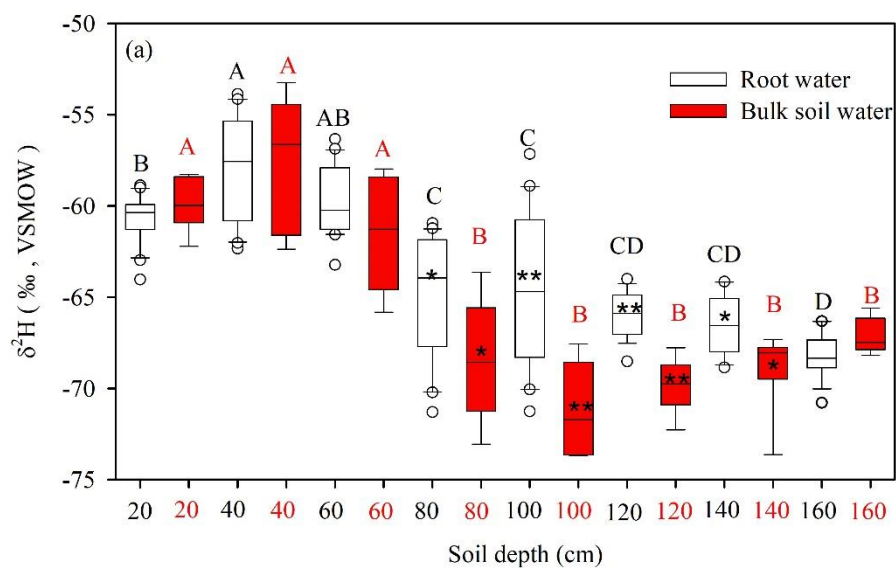 (a)
Root water
Bulk soil water
-50
-55
-60
-65
-70
-75
δ²H ( ‰ , VSMOW)
B
A
A
A
AB
A
C
B
C
B
CD
B
CD
B
D
B
*
*
**
**
**
**
*
*
20 20 40 40 60 60 80 80 100 100 120 120 140 140 160 160
Soil depth (cm)